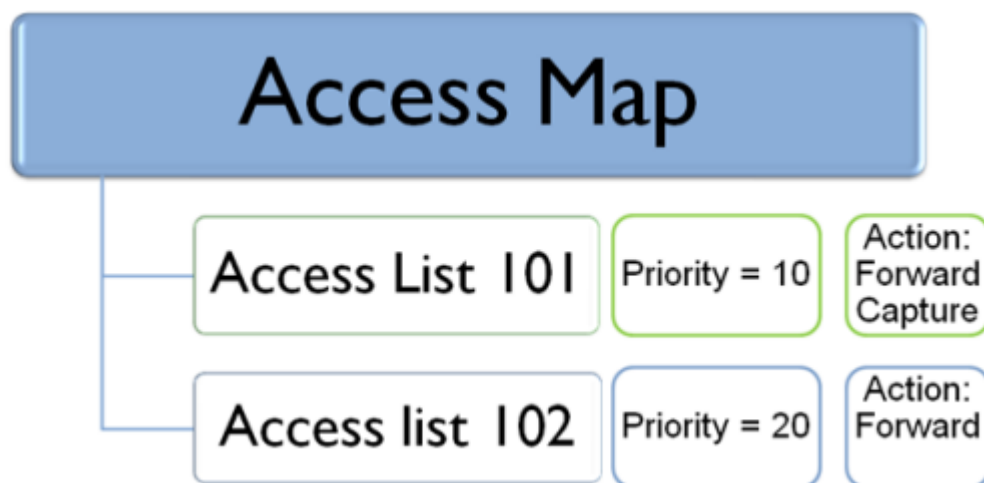 Access Map
Access List 101
Priority = 10
Action:
Forward
Capture
Access list 102
Priority = 20
Action:
Forward